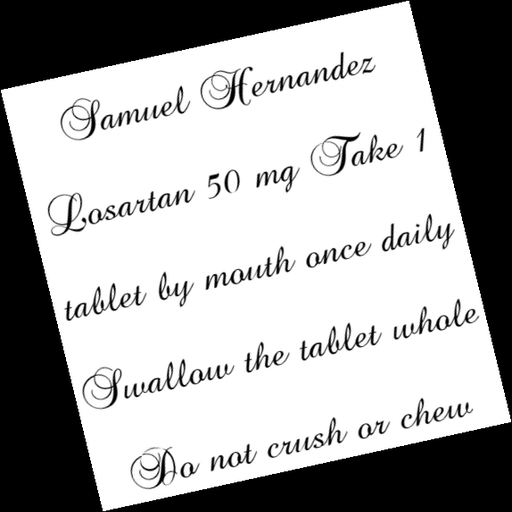 Samuel Hernandez
Losartan 50 mg Take 1
tablet by mouth once daily
Swallow the tablet whole
Do not crush or chew